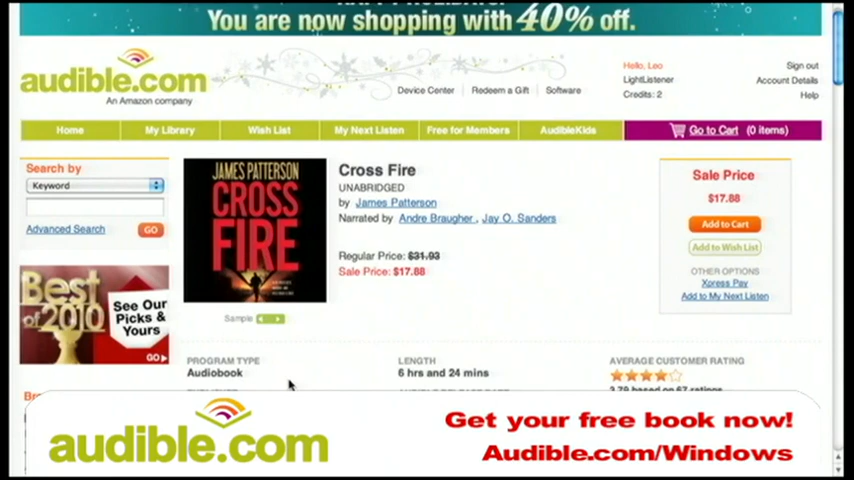 You are now shopping with 40% off.
audible.com
An Amazon company
Device Center
Redeem a Gift
Software
Hello, Leo
LightListener
Credits: 2
Sign out
Account Details
Help
Home
My Library
Wish List
My Next Listen
Free for Members
AudibleKids
Go to Cart (0 items)
Search by
Keyword
Advanced Search
GO
Best of 2010
See Our
Picks &
Yours
GO
JAMES PATTERSON
CROSS
FIRE
Sample
Cross Fire
UNABRIDGED
by James Patterson
Narrated by Andre Braugher , Jay O. Sanders
Regular Price: $31.93
Sale Price: $17.88
Sale Price
$17.88
Add to Cart
Add to Wish List
OTHER OPTIONS
Xpress Pay
Add to My Next Listen
PROGRAM TYPE
Audiobook
LENGTH
6 hrs and 24 mins
AVERAGE CUSTOMER RATING
3.79 based on 67 ratings
audible.com
Get your free book now!
Audible.com/Windows